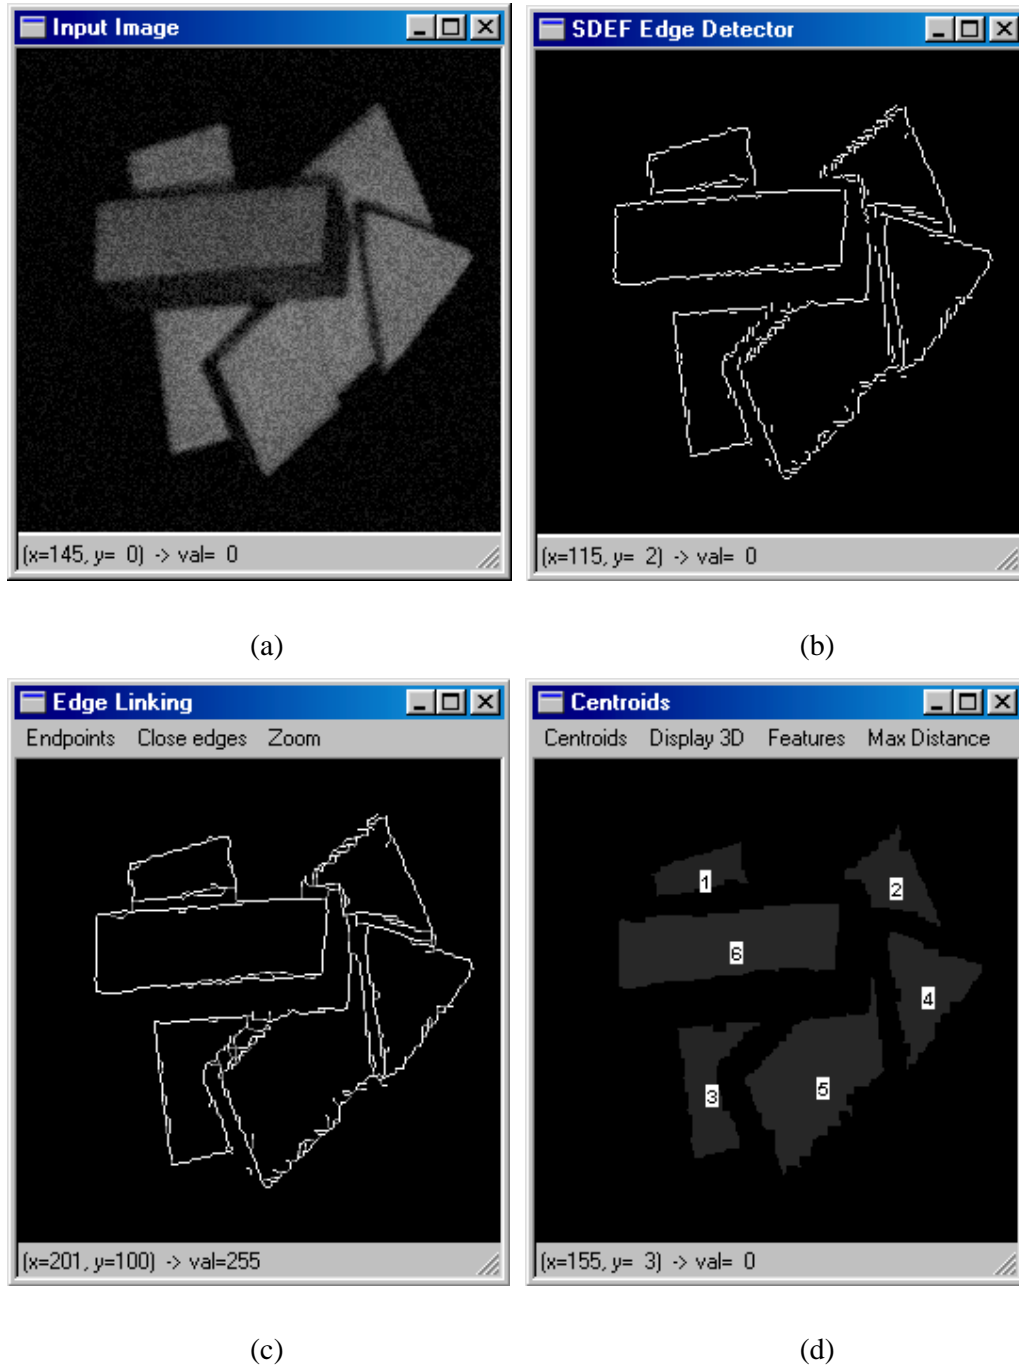 Input Image
SDEF Edge Detector
(x=145, y= 0) -> val= 0
(x=115, y= 2) -> val= 0
(a)
(b)
Edge Linking
Centroids
Endpoints Close edges Zoom
Centroids Display 3D Features Max Distance
1
2
6
4
3
5
(x=201, y=100) -> val=255
(x=155, y= 3) -> val= 0
(c)
(d)